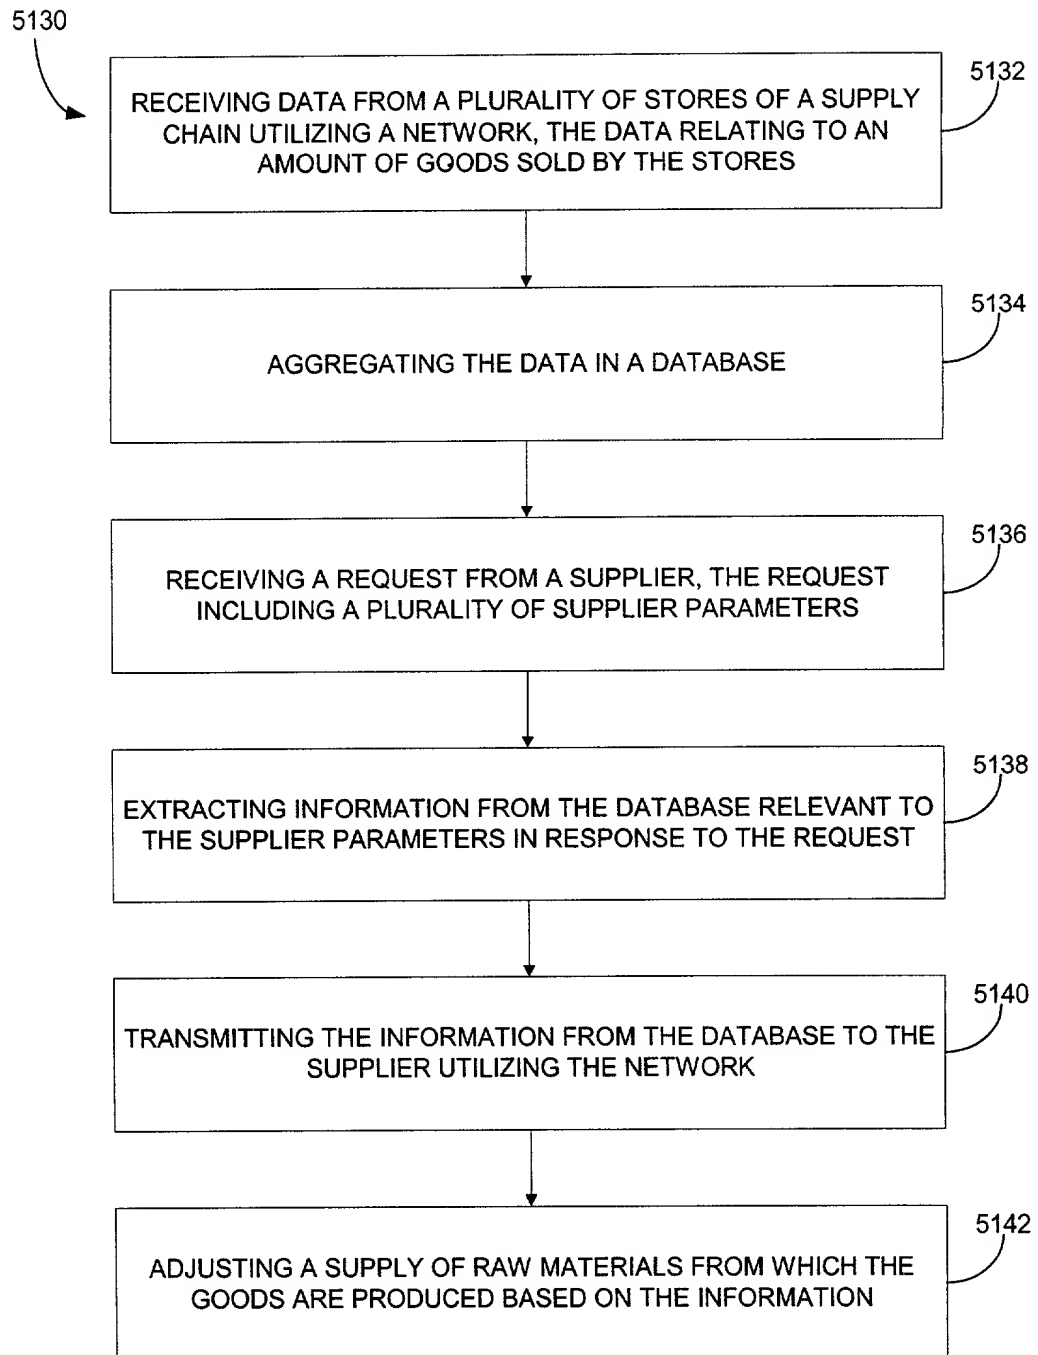 5130
5132
RECEIVING DATA FROM A PLURALITY OF STORES OF A SUPPLY
CHAIN UTILIZING A NETWORK, THE DATA RELATING TO AN
AMOUNT OF GOODS SOLD BY THE STORES
5134
AGGREGATING THE DATA IN A DATABASE
5136
RECEIVING A REQUEST FROM A SUPPLIER, THE REQUEST
INCLUDING A PLURALITY OF SUPPLIER PARAMETERS
5138
EXTRACTING INFORMATION FROM THE DATABASE RELEVANT TO
THE SUPPLIER PARAMETERS IN RESPONSE TO THE REQUEST
5140
TRANSMITTING THE INFORMATION FROM THE DATABASE TO THE
SUPPLIER UTILIZING THE NETWORK
5142
ADJUSTING A SUPPLY OF RAW MATERIALS FROM WHICH THE
GOODS ARE PRODUCED BASED ON THE INFORMATION